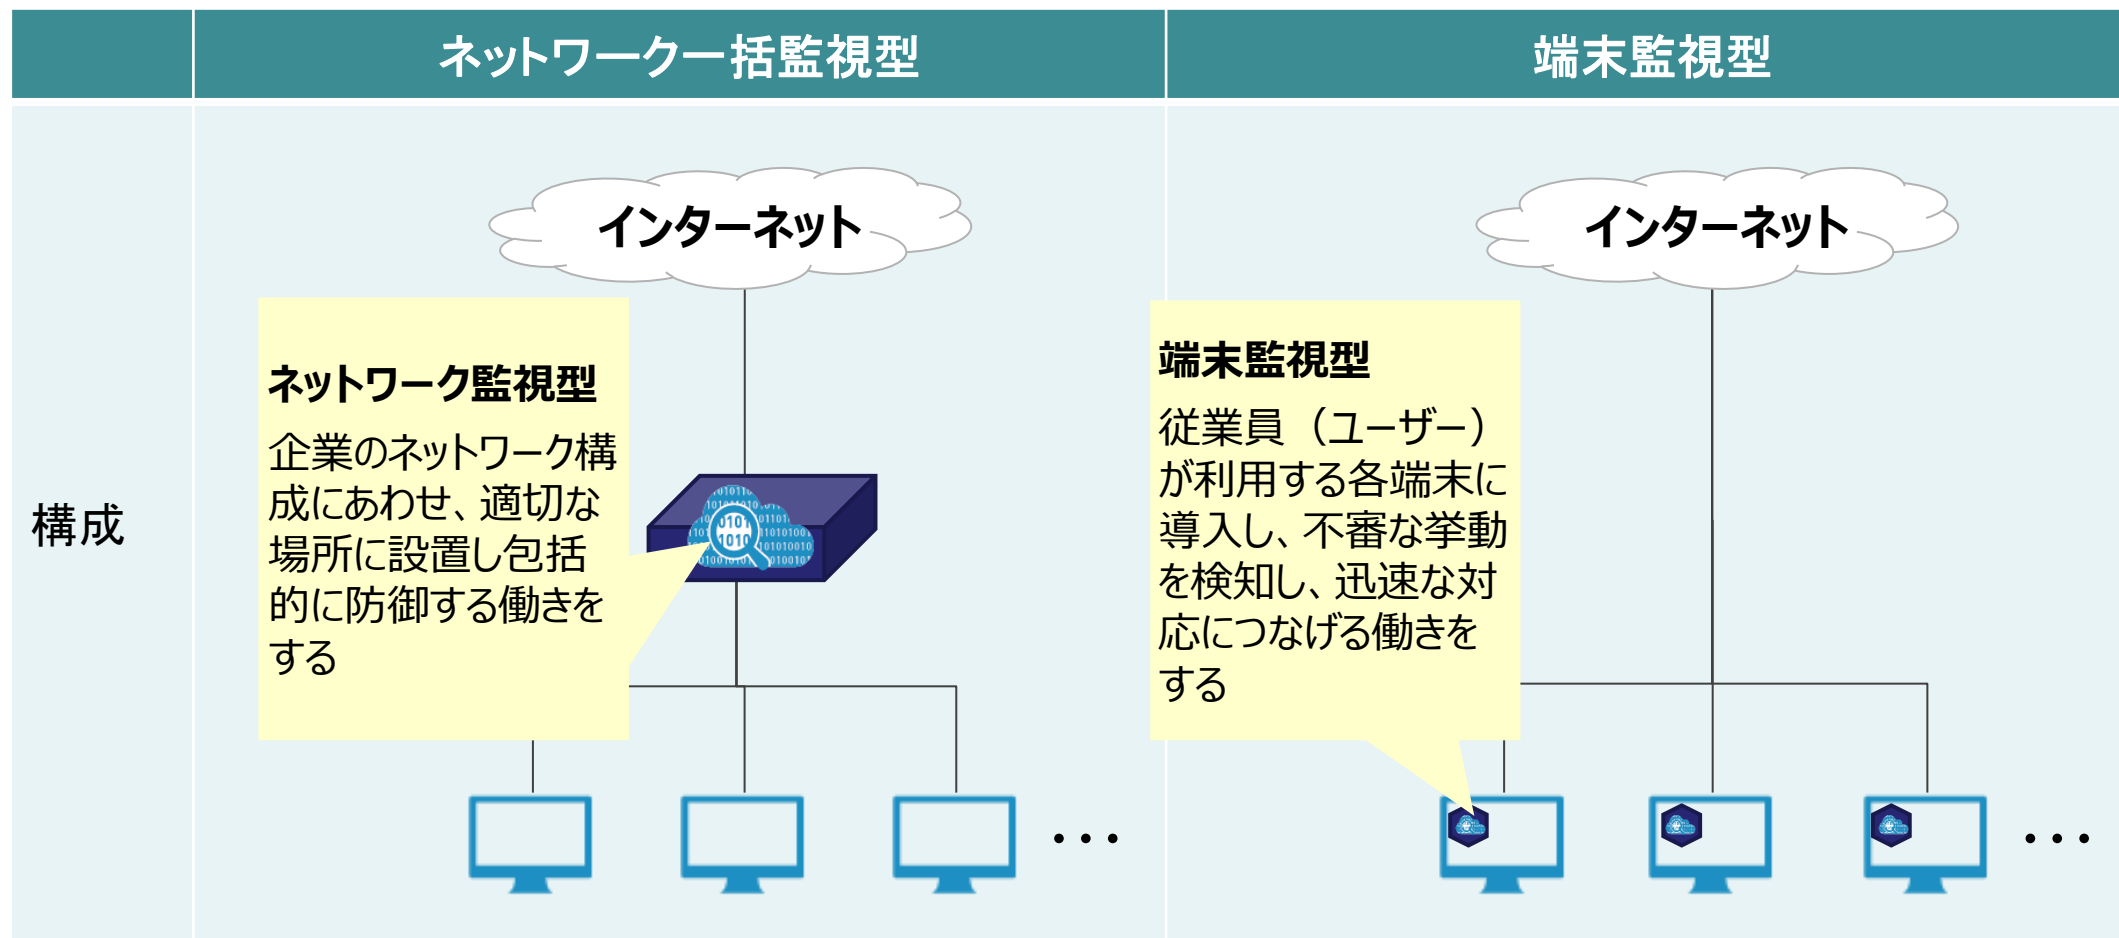 ネットワーク一括監視型
端末監視型
構成
インターネット
ネットワーク監視型
企業のネットワーク構
成にあわせ、適切な
場所に設置し包括
的に防御する働きを
する
・・・
インターネット
端末監視型
従業員（ユーザー）
が利用する各端末に
導入し、不審な挙動
を検知し、迅速な対
応につなげる働きを
する
・・・